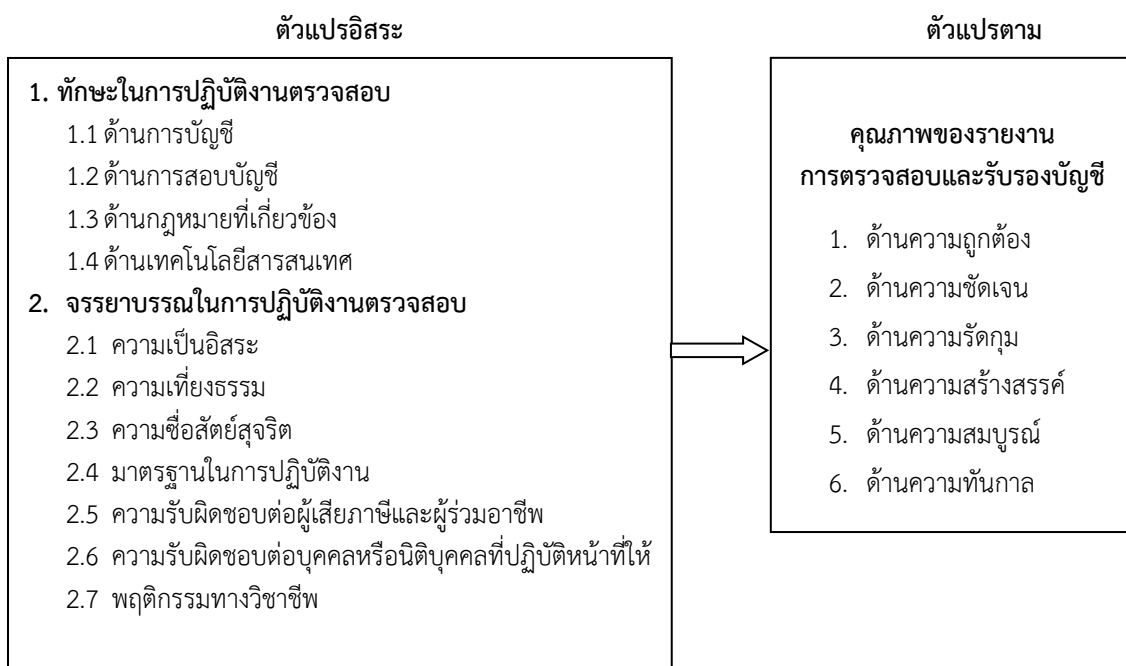 ตัวแปรอิสระ
1. ทักษะในการปฏิบัติงานตรวจสอบ
1.1 ด้านการบัญชี
1.2 ด้านการสอบบัญชี
1.3 ด้านกฎหมายที่เกี่ยวข้อง
1.4 ด้านเทคโนโลยีสารสนเทศ
2. จรรยาบรรณในการปฏิบัติงานตรวจสอบ
2.1 ความเป็นอิสระ
2.2 ความเที่ยงธรรม
2.3 ความซื่อสัตย์สุจริต
2.4 มาตรฐานในการปฏิบัติงาน
2.5 ความรับผิดชอบต่อผู้เสียภาษีและผู้ร่วมอาชีพ
2.6 ความรับผิดชอบต่อบุคคลหรือนิติบุคคลที่ปฏิบัติหน้าที่ให้
2.7 พฤติกรรมทางวิชาชีพ
ตัวแปรตาม
คุณภาพของรายงาน
การตรวจสอบและรับรองบัญชี
1. ด้านความถูกต้อง
2. ด้านความชัดเจน
3. ด้านความรัดกุม
4. ด้านความสร้างสรรค์
5. ด้านความสมบูรณ์
6. ด้านความทันกาล